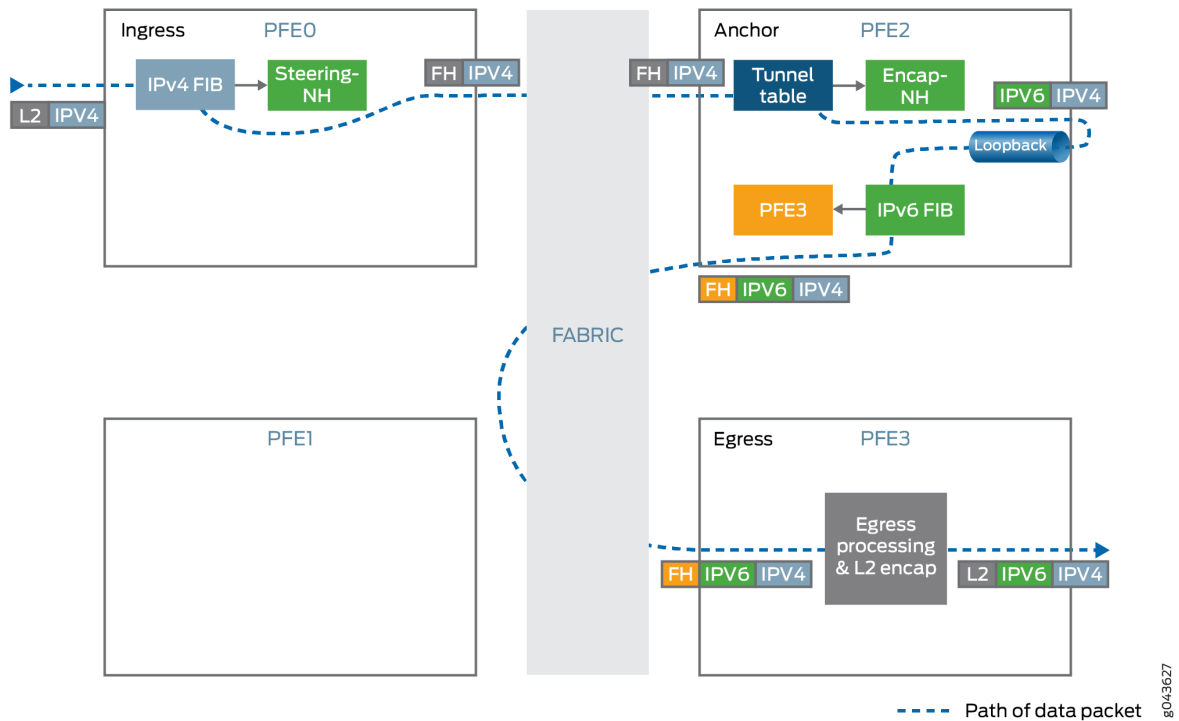 Ingress
PFE0
IPv4 FIB
Steering-
NH
L2 IPV4
FH IPV4
FH IPV4
Anchor
PFE2
Tunnel
table
Encap-
NH
IPV6 IPV4
Loopback
PFE3
IPv6 FIB
FH IPV6 IPV4
FABRIC
PFE1
Egress
PFE3
Egress
processing
& L2 encap
FH IPV6 IPV4
L2 IPV6 IPV4
Path of data packet
g043627